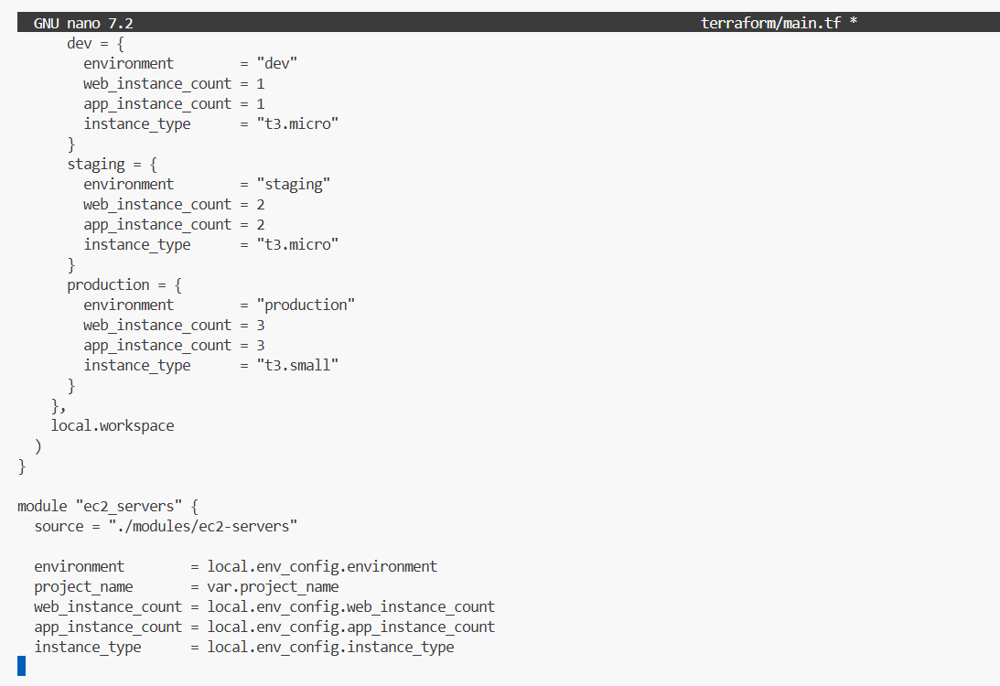 GNU nano 7.2 terraform/main.tf *
      dev = {
        environment        = "dev"
        web_instance_count = 1
        app_instance_count = 1
        instance_type      = "t3.micro"
      }
      staging = {
        environment        = "staging"
        web_instance_count = 2
        app_instance_count = 2
        instance_type      = "t3.micro"
      }
      production = {
        environment        = "production"
        web_instance_count = 3
        app_instance_count = 3
        instance_type      = "t3.small"
      }
    },
    local.workspace
  )
}

module "ec2_servers" {
  source = "./modules/ec2-servers"

  environment        = local.env_config.environment
  project_name       = var.project_name
  web_instance_count = local.env_config.web_instance_count
  app_instance_count = local.env_config.app_instance_count
  instance_type      = local.env_config.instance_type